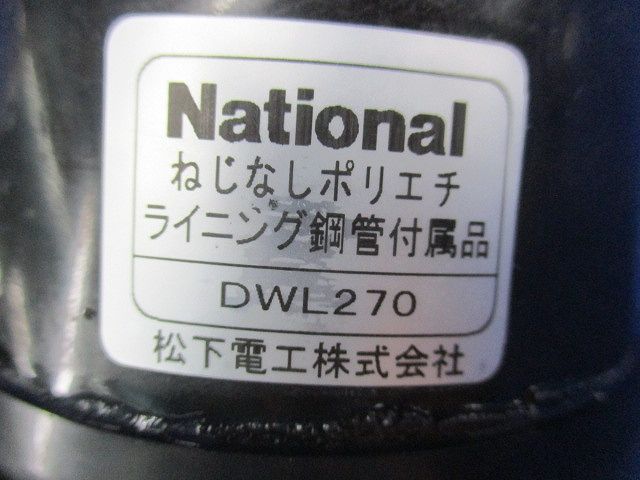 National
ねじなしポリエチ
ライニング鋼管付属品
DWL270
松下電工株式会社